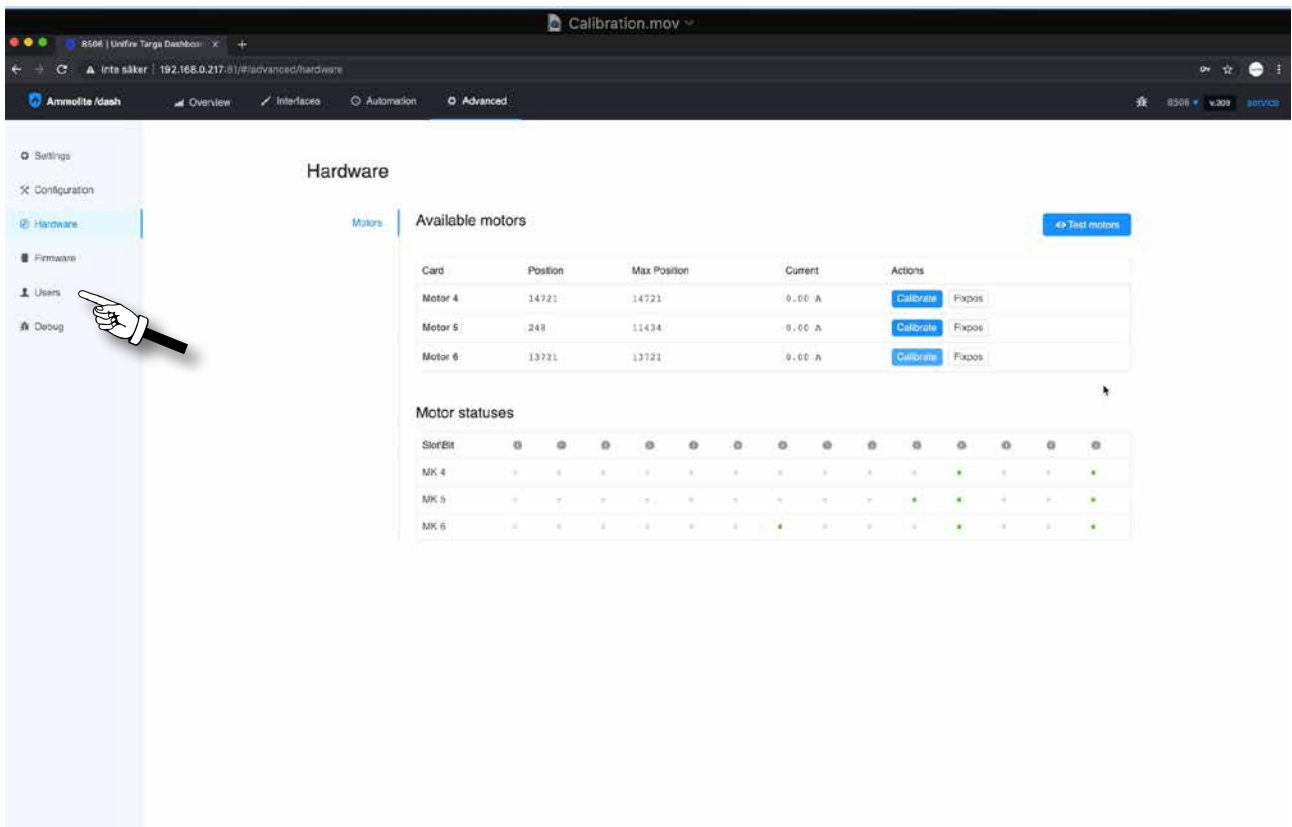 Calibration.mov
B506 | Unifire Targa Dashboar × +
Inte säker | 192.168.0.217:81/#/advanced/hardware
Ammolite /dash Overview Interfaces Automation Advanced B506 v.309 service
Settings
Configuration
Hardware
Firmware
Users
Debug
Hardware
Motors
Available motors
Test motors
Card Position Max Position Current Actions
Motor 4 14721 14721 0.00 A Calibrate Fixpos
Motor 5 248 11434 0.00 A Calibrate Fixpos
Motor 6 13721 13721 0.00 A Calibrate Fixpos
Motor statuses
Slot\Bit
MK 4
MK 5
MK 6